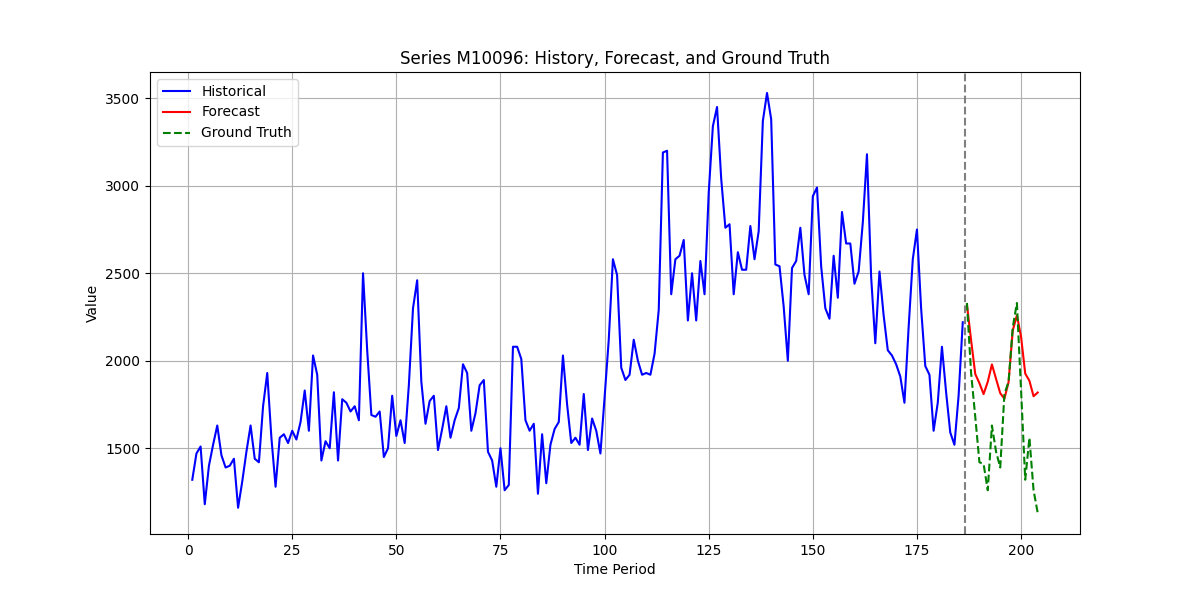 Series M10096: History, Forecast, and Ground Truth
Historical
Forecast
Ground Truth
3500
3000
2500
2000
1500
Value
0 25 50 75 100 125 150 175 200
Time Period